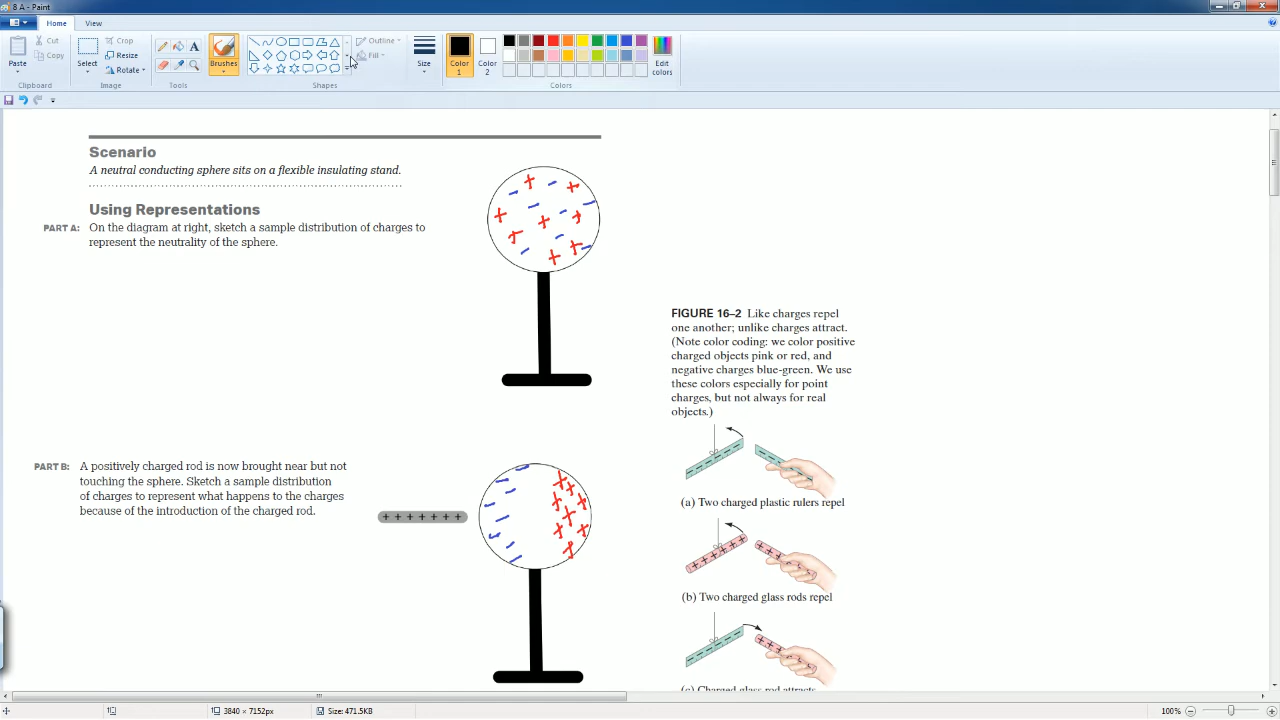 8 A - Paint
Home
View
Paste
Cut
Copy
Clipboard
Select
Crop
Resize
Rotate
Image
A
Tools
Brushes
Shapes
Outline
Fill
Size
Color 1
Color 2
Edit colors
Colors
Scenario
A neutral conducting sphere sits on a flexible insulating stand.
Using Representations
PART A: On the diagram at right, sketch a sample distribution of charges to
represent the neutrality of the sphere.
FIGURE 16–2 Like charges repel
one another; unlike charges attract.
(Note color coding: we color positive
charged objects pink or red, and
negative charges blue-green. We use
these colors especially for point
charges, but not always for real
objects.)
(a) Two charged plastic rulers repel
(b) Two charged glass rods repel
(c) Charged glass rod attracts
PART B: A positively charged rod is now brought near but not
touching the sphere. Sketch a sample distribution
of charges to represent what happens to the charges
because of the introduction of the charged rod.
+ + + + + + +
3840 × 7152px
Size: 471.5KB
100%